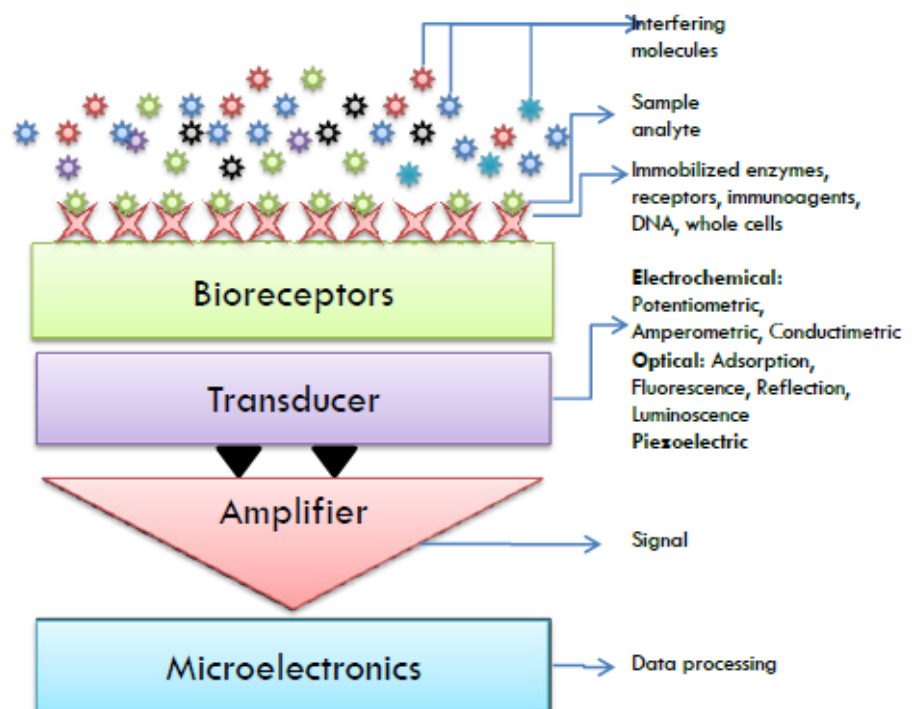 Interfering
molecules
Sample
analyte
Immobilized enzymes,
receptors, immunoagents,
DNA, whole cells
Bioreceptors
Electrochemical:
Potentiometric,
Amperometric, Conductimetric
Optical: Adsorption,
Fluorescence, Reflection,
Luminoscence
Piezoelectric
Transducer
Amplifier
Signal
Microelectronics
Data processing